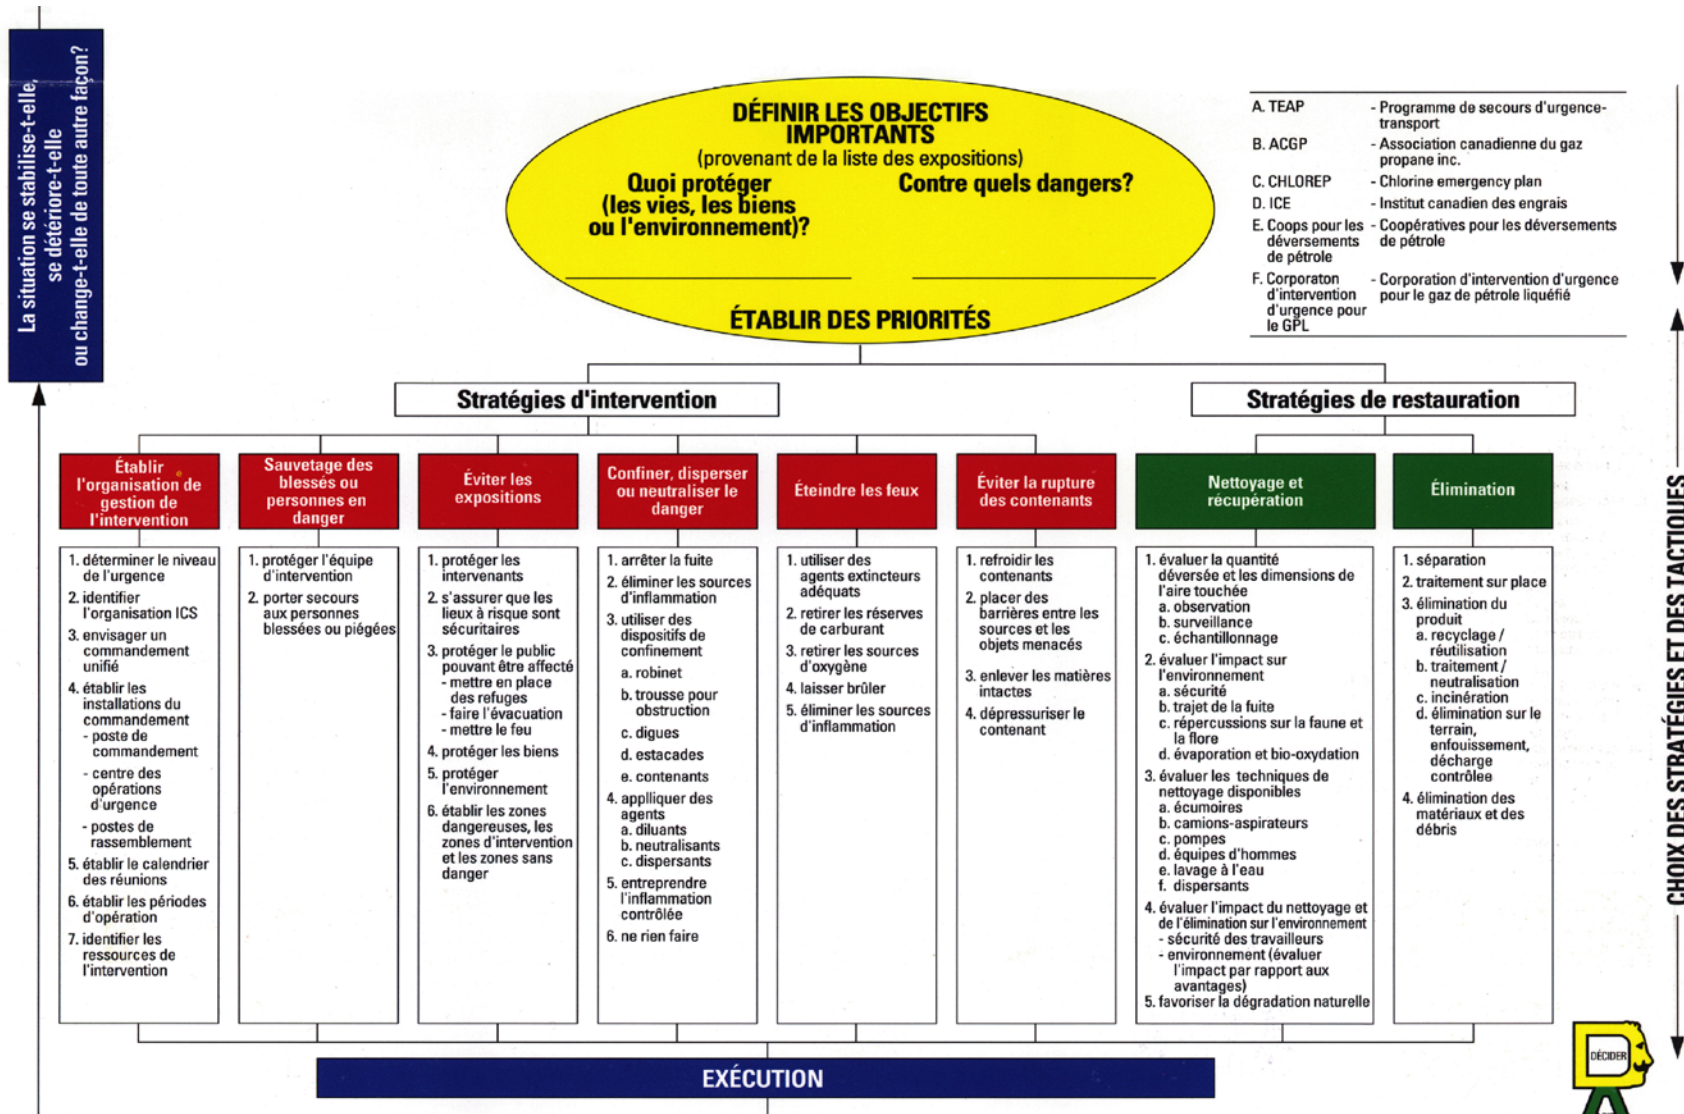 La situation se stabilise-t-elle,
se détériore-t-elle
ou change-t-elle de toute autre façon?
DÉFINIR LES OBJECTIFS
IMPORTANTS
(provenant de la liste des expositions)
Quoi protéger
(les vies, les biens
ou l'environnement)?
Contre quels dangers?
ÉTABLIR DES PRIORITÉS
A. TEAP - Programme de secours d'urgence-
transport
B. ACGP - Association canadienne du gaz
propane inc.
C. CHLOREP - Chlorine emergency plan
D. ICE - Institut canadien des engrais
E. Coops pour les - Coopératives pour les déversements
déversements de pétrole
de pétrole
F. Corporaton - Corporation d'intervention d'urgence
d'intervention pour le gaz de pétrole liquéfié
d'urgence pour
le GPL
Stratégies d'intervention
Stratégies de restauration
Établir
l'organisation de
gestion de
l'intervention
1. déterminer le niveau
de l'urgence
2. identifier
l'organisation ICS
3. envisager un
commandement
unifié
4. établir les
installations du
commandement
- poste de
commandement
- centre des
opérations
d'urgence
- postes de
rassemblement
5. établir le calendrier
des réunions
6. établir les périodes
d'opération
7. identifier les
ressources de
l'intervention
Sauvetage des
blessés ou
personnes en
danger
1. protéger l'équipe
d'intervention
2. porter secours
aux personnes
blessées ou piégées
Éviter les
expositions
1. protéger les
intervenants
2. s'assurer que les
lieux à risque sont
sécuritaires
3. protéger le public
pouvant être affecté
- mettre en place
des refuges
- faire l'évacuation
- mettre le feu
4. protéger les biens
5. protéger
l'environnement
6. établir les zones
dangereuses, les
zones d'intervention
et les zones sans
danger
Confiner, disperser
ou neutraliser le
danger
1. arrêter la fuite
2. éliminer les sources
d'inflammation
3. utiliser des
dispositifs de
confinement
a. robinet
b. trousse pour
obstruction
c. digues
d. estacades
e. contenants
4. appliiquer des
agents
a. diluants
b. neutralisants
c. dispersants
5. entreprendre
l'inflammation
contrôlée
6. ne rien faire
Éteindre les feux
1. utiliser des
agents extincteurs
adéquats
2. retirer les réserves
de carburant
3. retirer les sources
d'oxygène
4. laisser brûler
5. éliminer les sources
d'inflammation
Éviter la rupture
des contenants
1. refroidir les
contenants
2. placer des
barrières entre les
sources et les
objets menacés
3. enlever les matières
intactes
4. dépressuriser le
contenant
Nettoyage et
récupération
1. évaluer la quantité
déversée et les dimensions de
l'aire touchée
a. observation
b. surveillance
c. échantillonnage
2. évaluer l'impact sur
l'environnement
a. sécurité
b. trajet de la fuite
c. répercussions sur la faune et
la flore
d. évaporation et bio-oxydation
3. évaluer les techniques de
nettoyage disponibles
a. écumoires
b. camions-aspirateurs
c. pompes
d. équipes d'hommes
e. lavage à l'eau
f. dispersants
4. évaluer l'impact du nettoyage et
de l'élimination sur l'environnement
- sécurité des travailleurs
- environnement (évaluer
l'impact par rapport aux
avantages)
5. favoriser la dégradation naturelle
Élimination
1. séparation
2. traitement sur place
3. élimination du
produit
a. recyclage /
réutilisation
b. traitement /
neutralisation
c. incinération
d. élimination sur le
terrain,
enfouissement,
décharge
contrôlée
4. élimination des
matériaux et des
débris
CHOIX DES STRATÉGIES ET DES TACTIQUES
EXÉCUTION
D
DÉCIDER
A